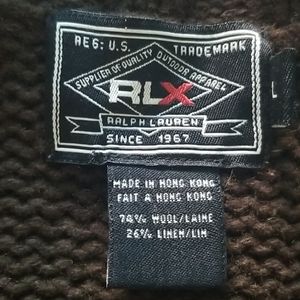 REG: U.S. TRADEMARK
SUPPLIER OF QUALITY OUTDOOR APPAREL
RLX
RALPH LAUREN
SINCE 1967
L
MADE IN HONG KONG
FAIT A HONG KONG
74% WOOL/LAINE
26% LINEN/LIN